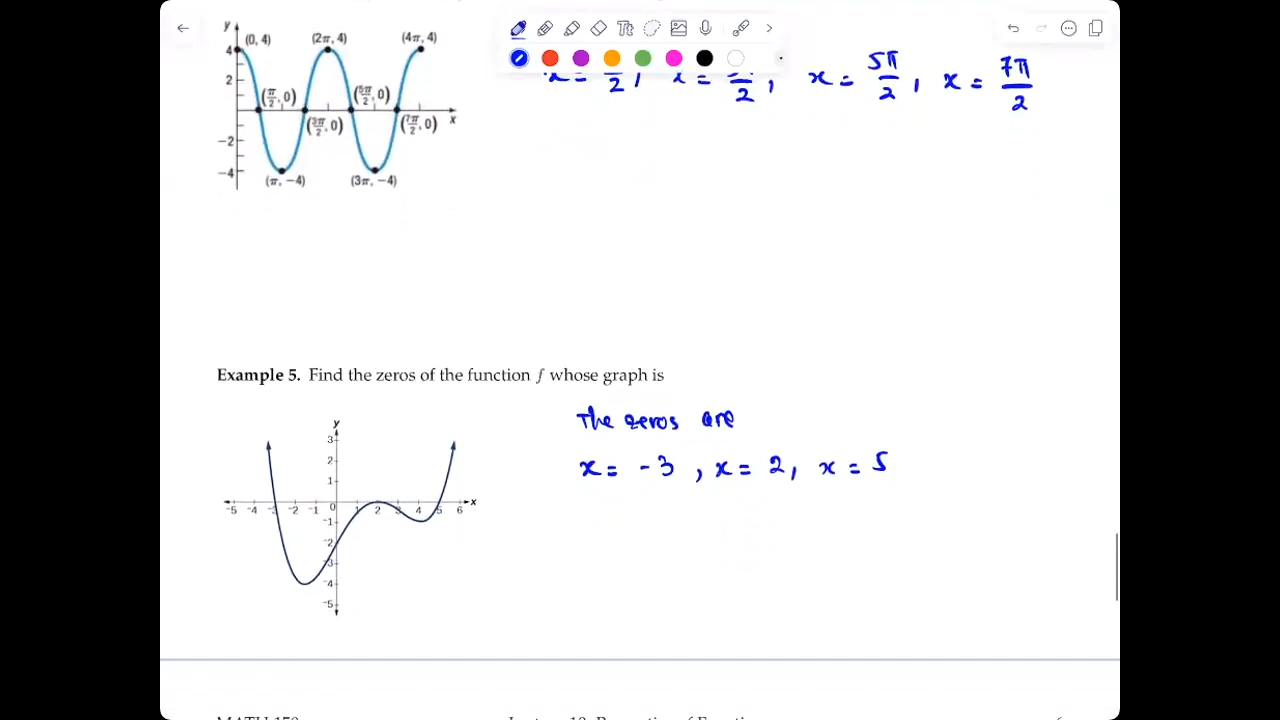 y
(0, 4) (2π, 4) (4π, 4)
4
2
(π/2, 0) (5π/2, 0)
x
(3π/2, 0) (7π/2, 0)
-2
-4
(π, -4) (3π, -4)
x = 5π/2 , x = 7π/2
Example 5. Find the zeros of the function f whose graph is
The zeros are
x = -3 , x = 2, x = 5
y
3
2
1
-5 -4 -3 -2 -1 0 1 2 3 4 5 6 x
-1
-2
-3
-4
-5